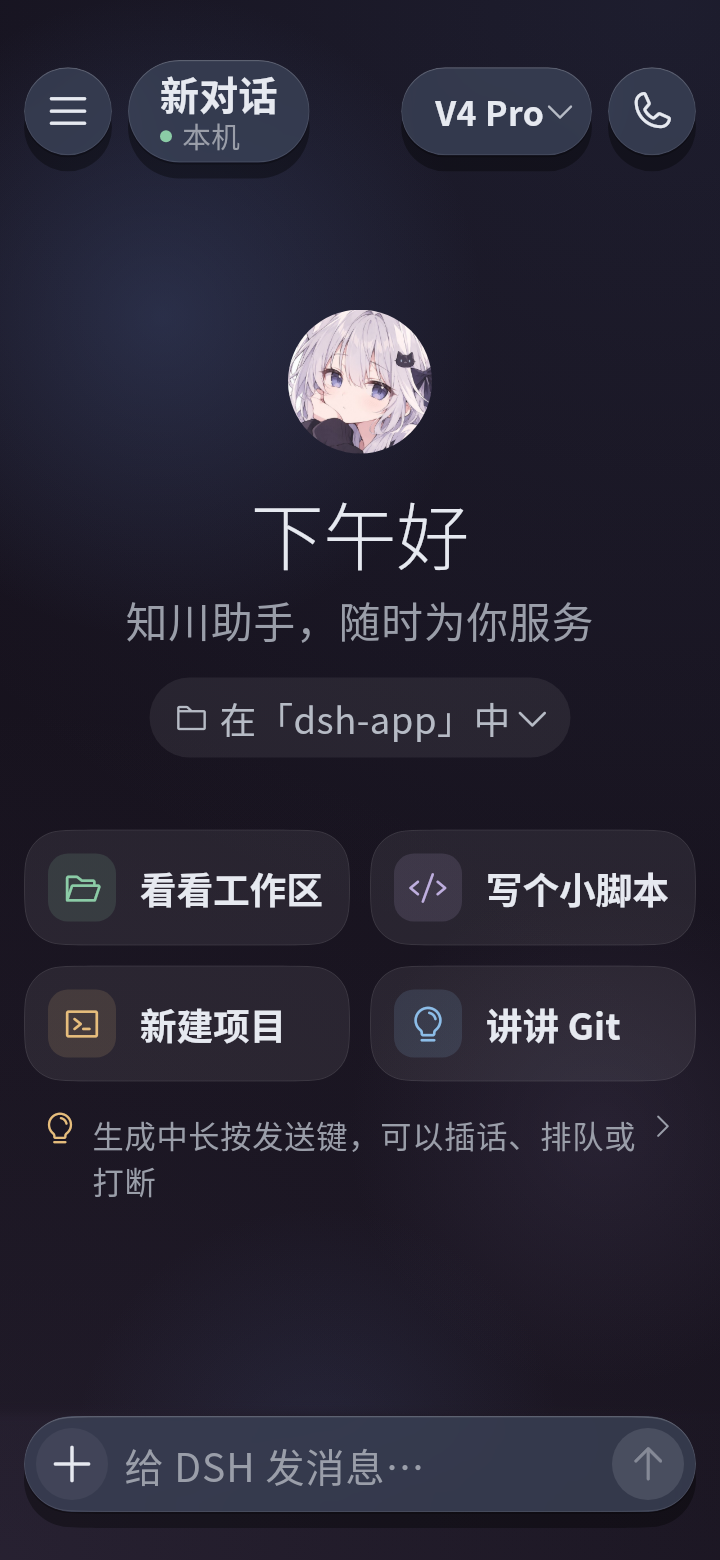 新对话
本机
V4 Pro
下午好
知川助手，随时为你服务
在「dsh-app」中
看看工作区
写个小脚本
新建项目
讲讲 Git
生成中长按发送键，可以插话、排队或
打断
给 DSH 发消息…